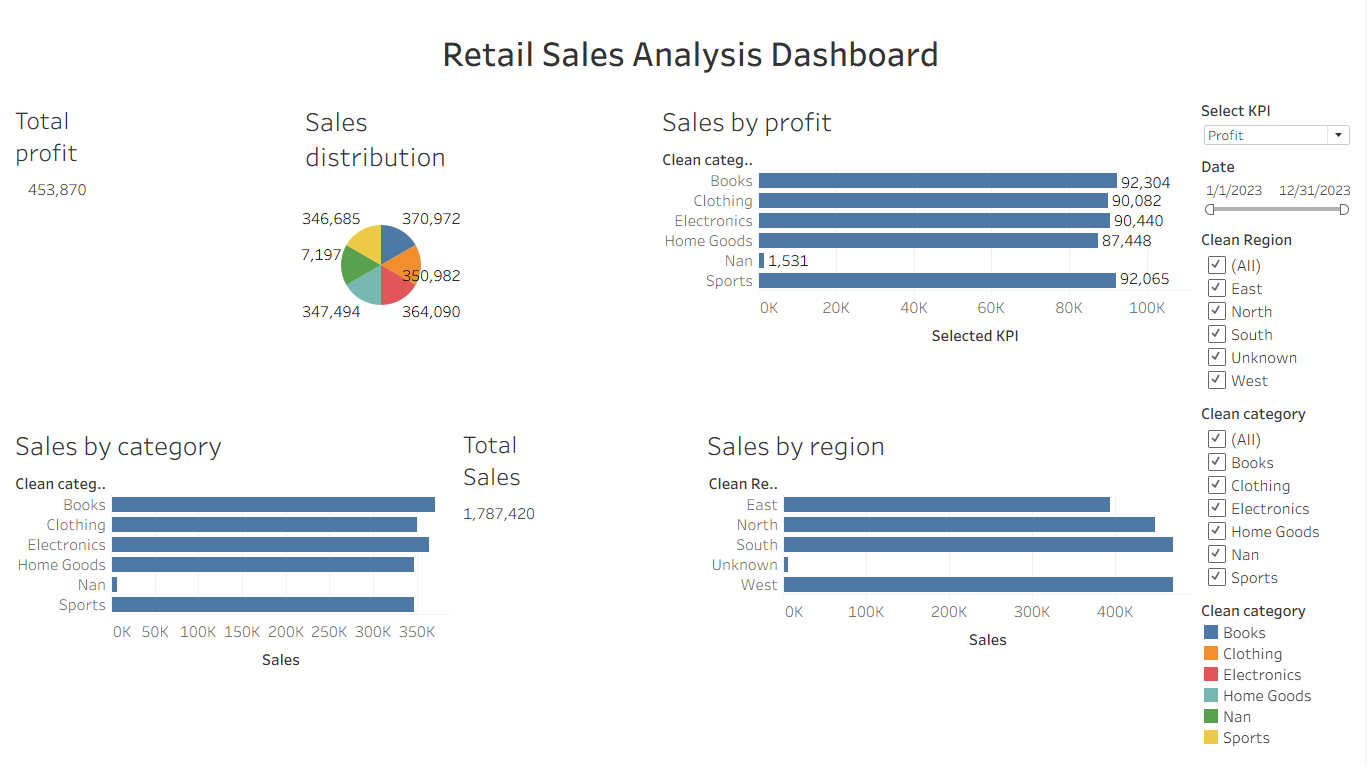 Retail Sales Analysis Dashboard
Total
profit
453,870
Sales
distribution
346,685
370,972
7,197
350,982
347,494
364,090
Sales by profit
Clean categ..
Books 92,304
Clothing 90,082
Electronics 90,440
Home Goods 87,448
Nan 1,531
Sports 92,065
0K 20K 40K 60K 80K 100K
Selected KPI
Select KPI
Profit
Date
1/1/2023 12/31/2023
Clean Region
(All)
East
North
South
Unknown
West
Clean category
(All)
Books
Clothing
Electronics
Home Goods
Nan
Sports
Clean category
Books
Clothing
Electronics
Home Goods
Nan
Sports
Sales by category
Clean categ..
Books
Clothing
Electronics
Home Goods
Nan
Sports
0K 50K 100K 150K 200K 250K 300K 350K
Sales
Total
Sales
1,787,420
Sales by region
Clean Re..
East
North
South
Unknown
West
0K 100K 200K 300K 400K
Sales